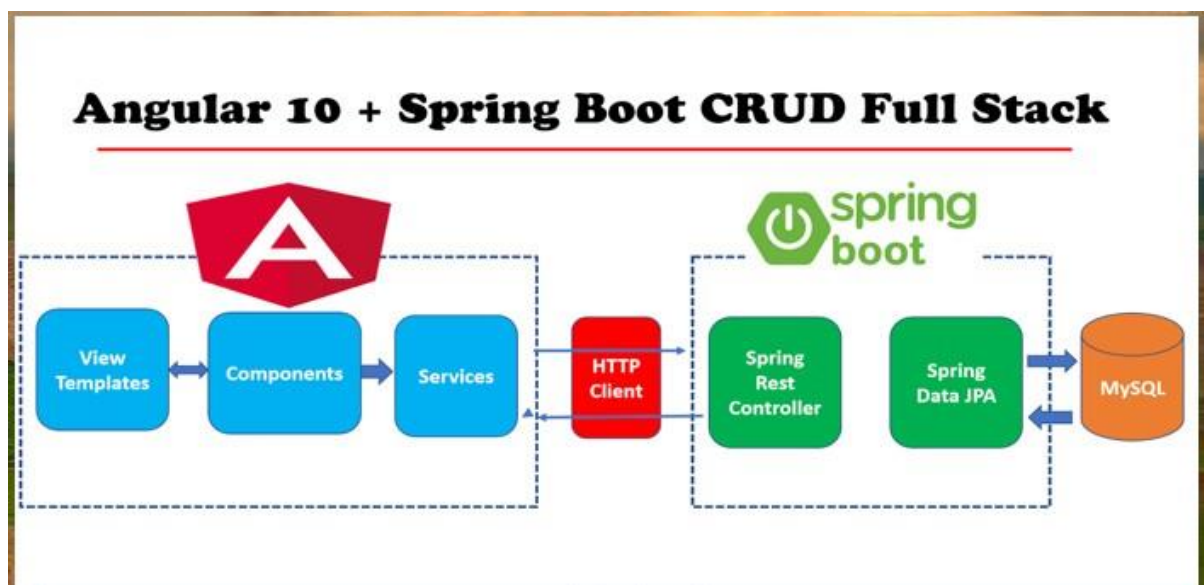 Angular 10 + Spring Boot CRUD Full Stack
A
spring
boot
View
Templates
Components
Services
HTTP
Client
Spring
Rest
Controller
Spring
Data JPA
MySQL